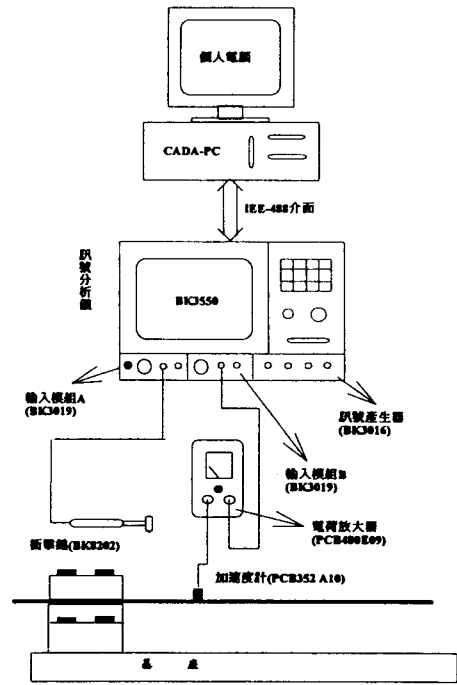 個人電腦
CADA-PC
IEE-488介面
訊號分析儀
BK3550
輸入模組A
(BK3019)
訊號產生器
(BK3016)
輸入模組B
(BK3019)
電荷放大器
(PCB480E09)
衝擊鎚(BK8202)
加速度計(PCB352 A10)
基座